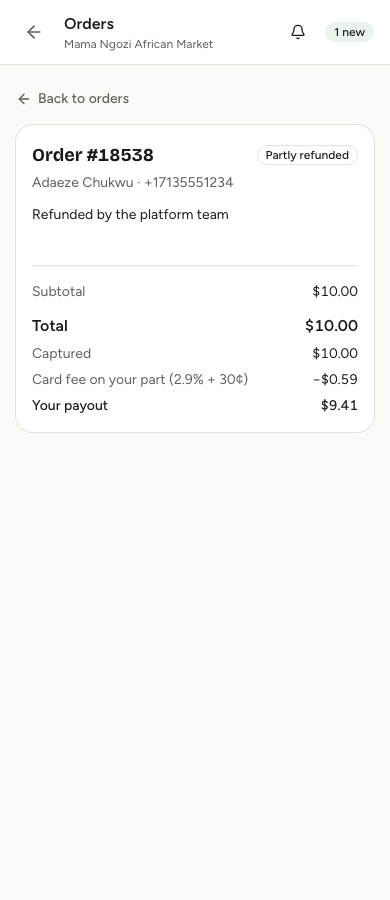 Orders
Mama Ngozi African Market
1 new
Back to orders
Order #18538
Partly refunded
Adaeze Chukwu · +17135551234
Refunded by the platform team
Subtotal $10.00
Total $10.00
Captured $10.00
Card fee on your part (2.9% + 30¢) −$0.59
Your payout $9.41